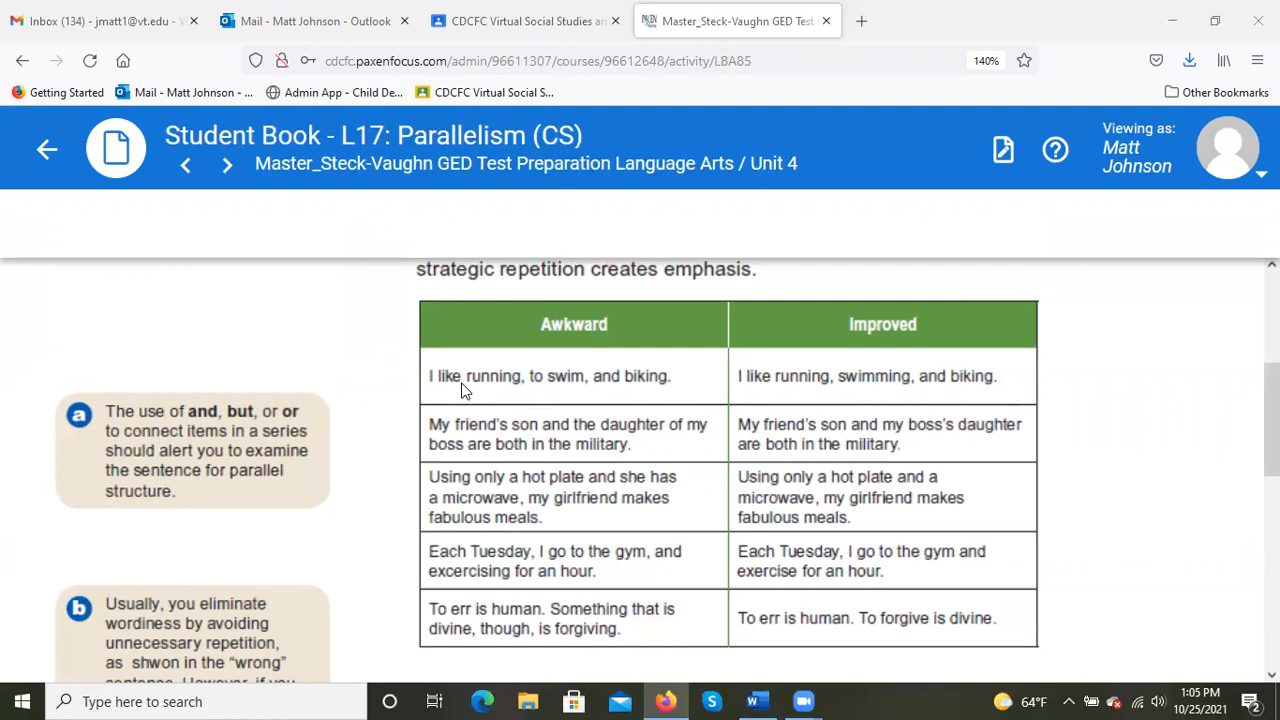 Inbox (134) - jmatt1@vt.edu -
Mail - Matt Johnson - Outlook
CDCFC Virtual Social Studies an
Master_Steck-Vaughn GED Test
cdcfc.paxenfocus.com/admin/96611307/courses/96612648/activity/LBA85
140%
Getting Started
Mail - Matt Johnson - ...
Admin App - Child De...
CDCFC Virtual Social S...
Other Bookmarks
Student Book - L17: Parallelism (CS)
Master_Steck-Vaughn GED Test Preparation Language Arts / Unit 4
Viewing as:
Matt
Johnson
strategic repetition creates emphasis.
Awkward
Improved
I like running, to swim, and biking.
I like running, swimming, and biking.
My friend's son and the daughter of my
boss are both in the military.
My friend's son and my boss's daughter
are both in the military.
Using only a hot plate and she has
a microwave, my girlfriend makes
fabulous meals.
Using only a hot plate and a
microwave, my girlfriend makes
fabulous meals.
Each Tuesday, I go to the gym, and
excercising for an hour.
Each Tuesday, I go to the gym and
exercise for an hour.
To err is human. Something that is
divine, though, is forgiving.
To err is human. To forgive is divine.
a
The use of and, but, or or
to connect items in a series
should alert you to examine
the sentence for parallel
structure.
b
Usually, you eliminate
wordiness by avoiding
unnecessary repetition,
as shwon in the "wrong"
sentence. However, if you
Type here to search
64°F
1:05 PM
10/25/2021
2